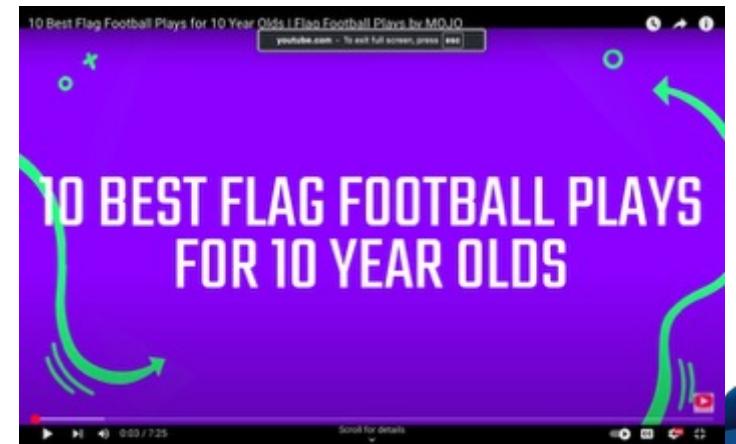 10 Best Flag Football Plays for 10 Year Olds | Flag Football Plays by MOJO
youtube.com - To exit full screen, press esc
10 BEST FLAG FOOTBALL PLAYS
FOR 10 YEAR OLDS
0:03 / 7:25
Scroll for details
CC